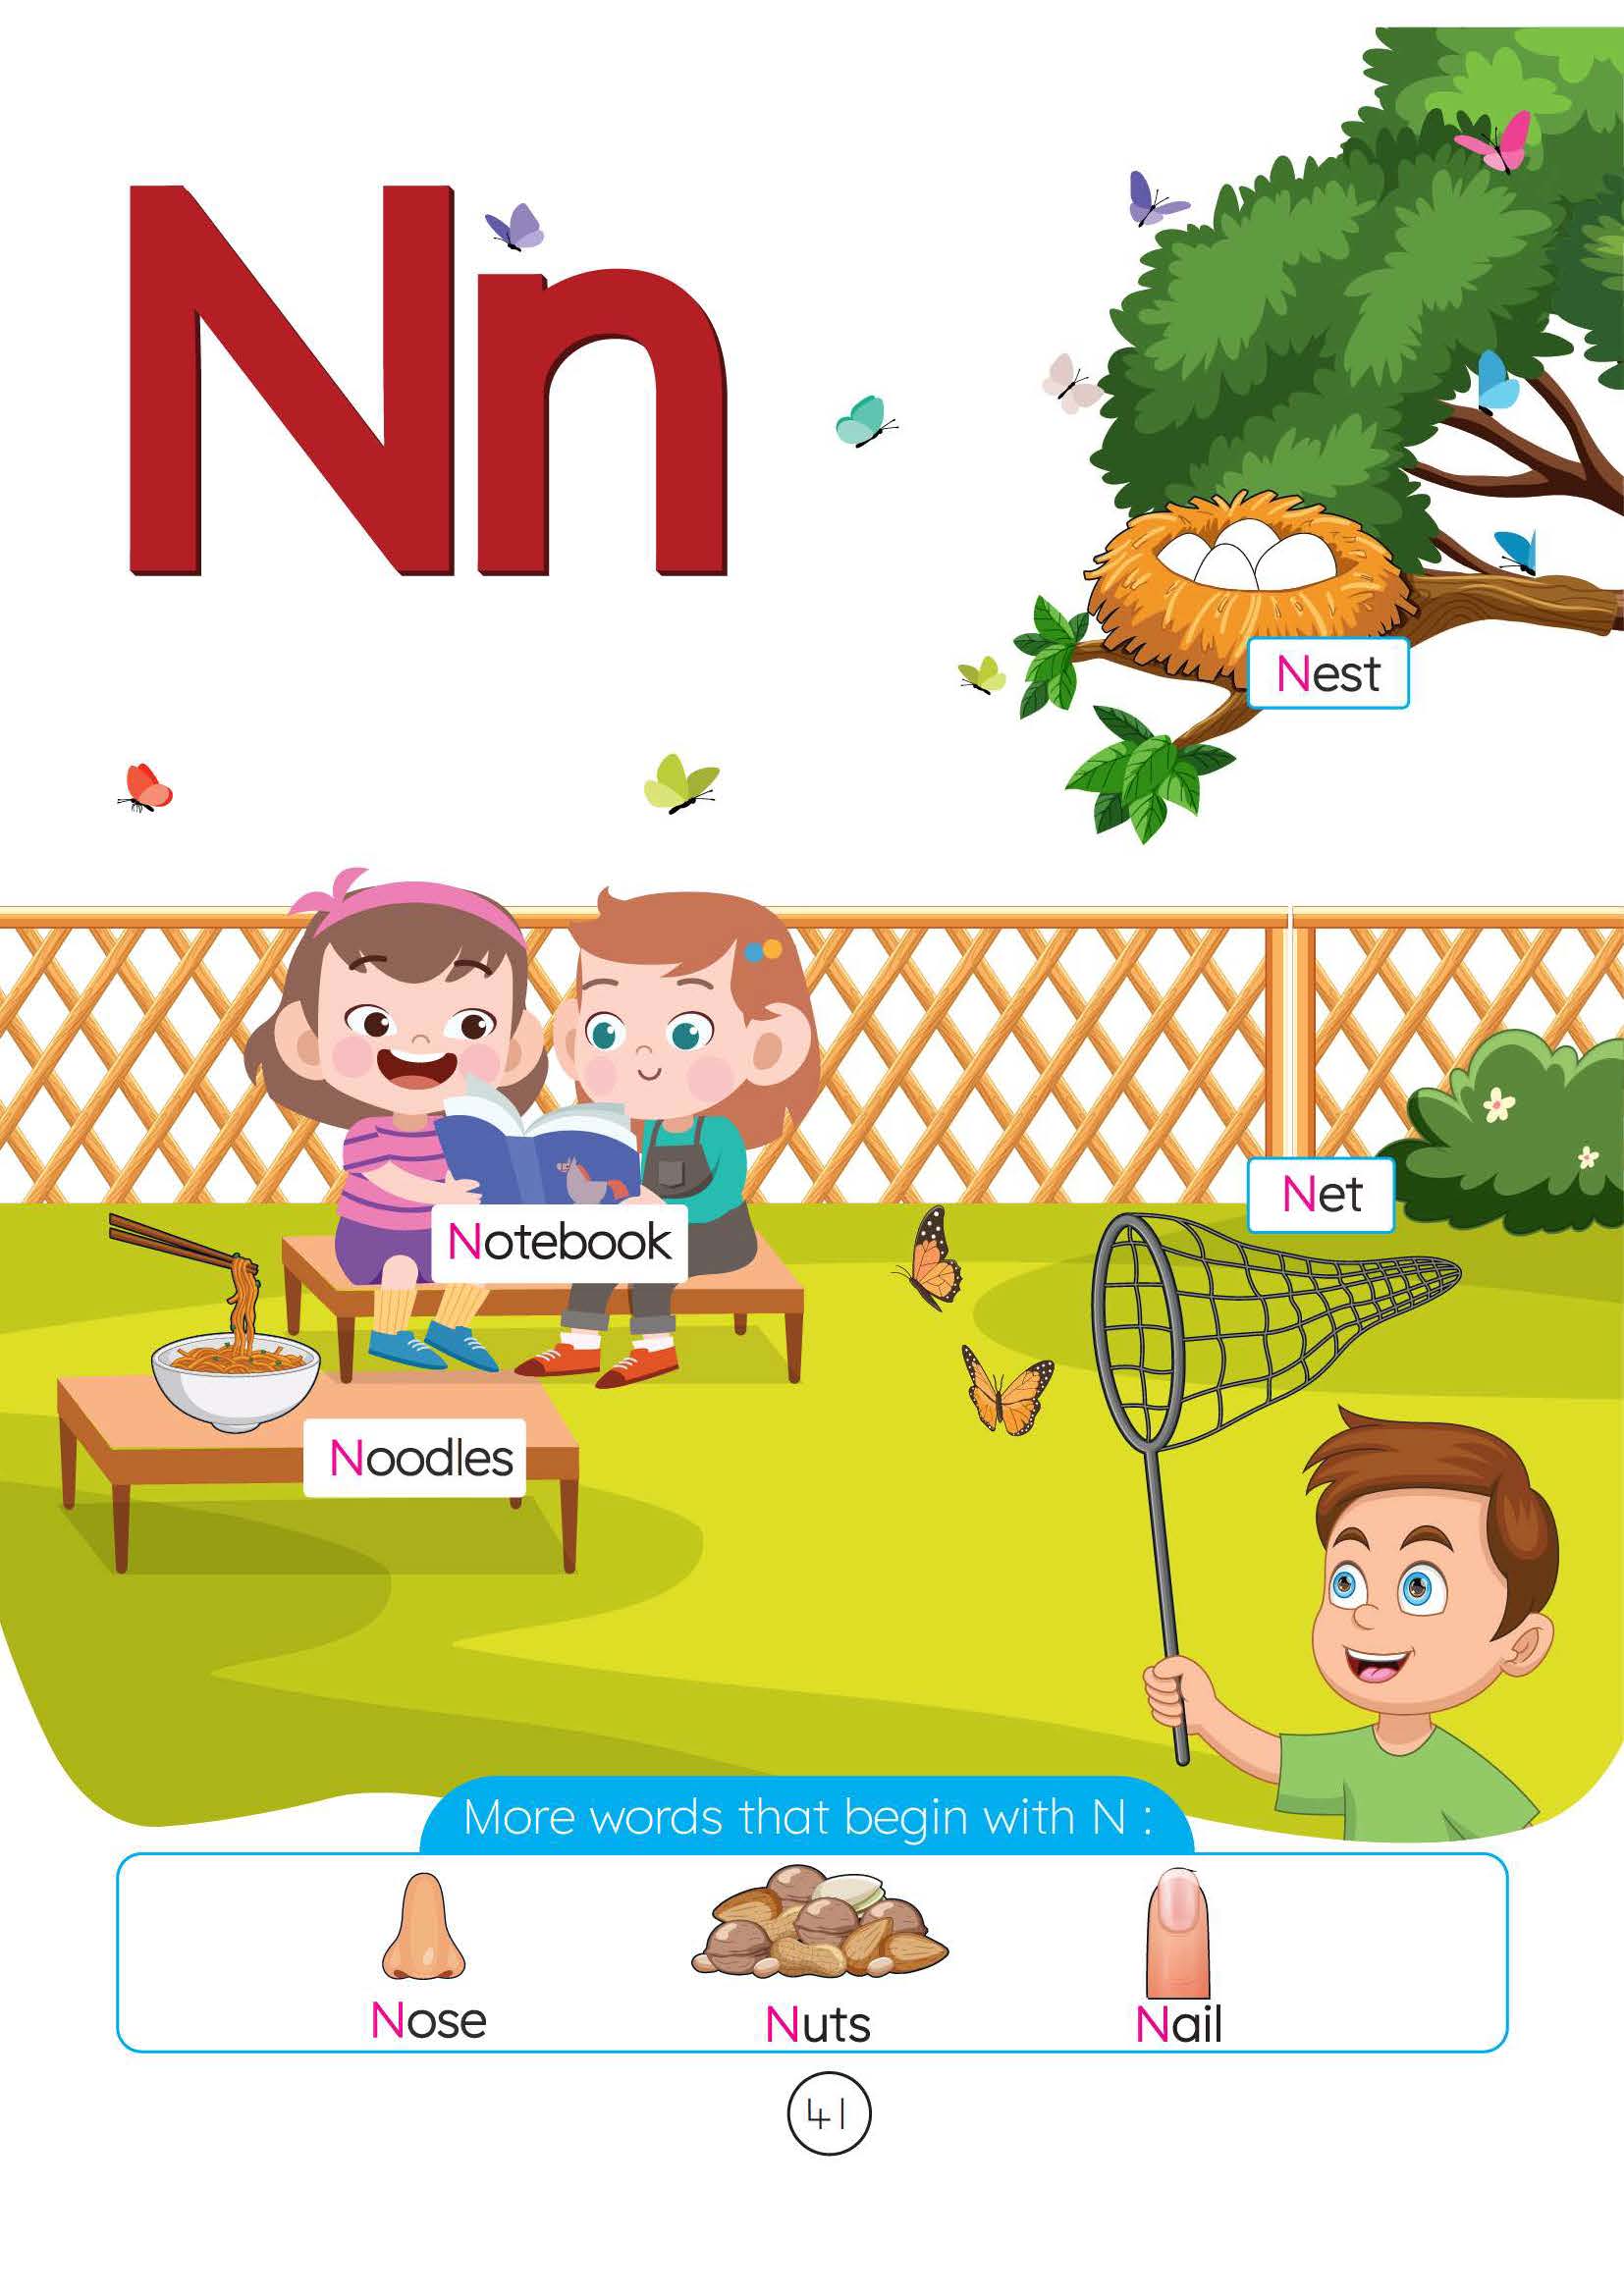 Nn
Nest
Net
Notebook
Noodles
More words that begin with N :
Nose
Nuts
Nail
41